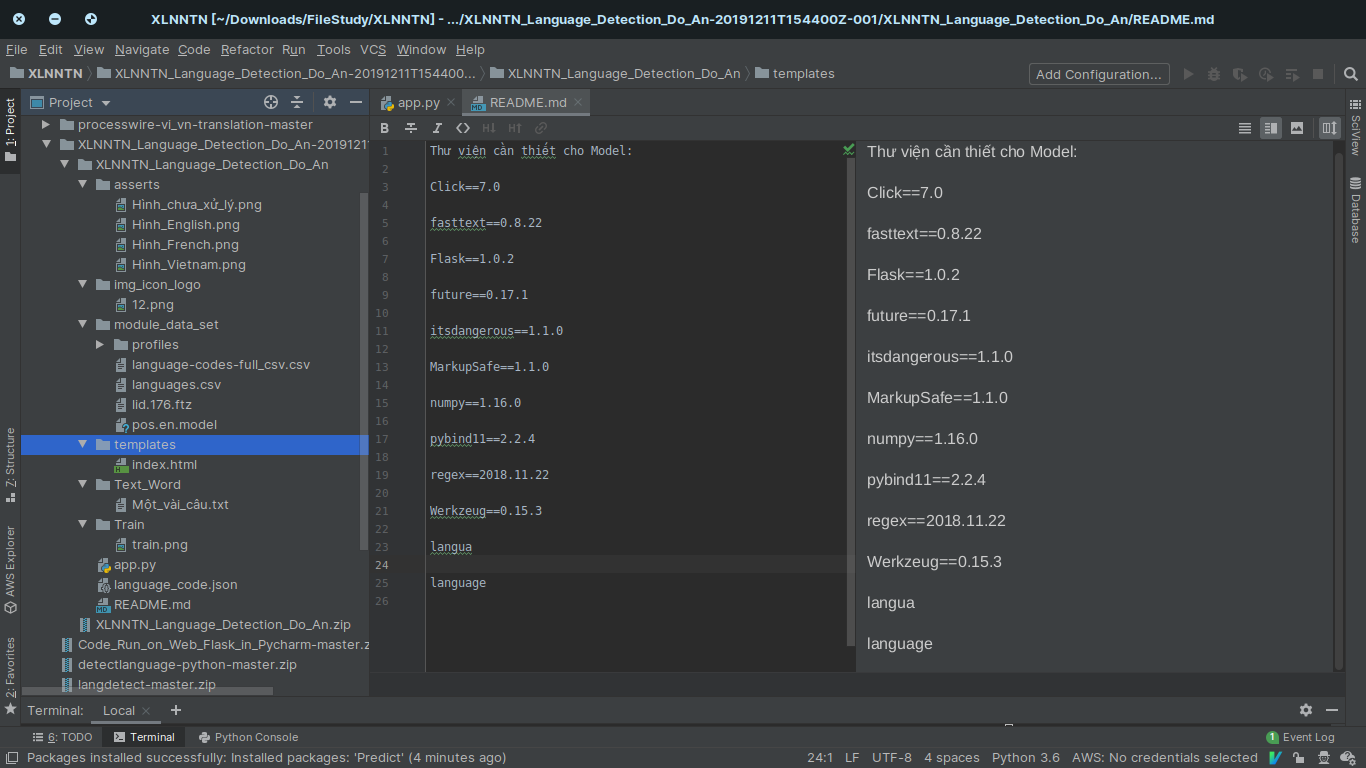 XLNNTN [~/Downloads/FileStudy/XLNNTN] - .../XLNNTN_Language_Detection_Do_An-20191211T154400Z-001/XLNNTN_Language_Detection_Do_An/README.md
File Edit View Navigate Code Refactor Run Tools VCS Window Help
XLNNTN XLNNTN_Language_Detection_Do_An-20191211T154400... XLNNTN_Language_Detection_Do_An templates Add Configuration...
1: Project
7: Structure
AWS Explorer
2: Favorites
Project
processwire-vi_vn-translation-master
XLNNTN_Language_Detection_Do_An-2019121
XLNNTN_Language_Detection_Do_An
asserts
Hình_chưa_xử_lý.png
Hình_English.png
Hình_French.png
Hình_Vietnam.png
img_icon_logo
12.png
module_data_set
profiles
language-codes-full_csv.csv
languages.csv
lid.176.ftz
pos.en.model
templates
index.html
Text_Word
Một_vài_câu.txt
Train
train.png
app.py
language_code.json
README.md
XLNNTN_Language_Detection_Do_An.zip
Code_Run_on_Web_Flask_in_Pycharm-master.z
detectlanguage-python-master.zip
langdetect-master.zip
app.py README.md
B I H↓ H↑
1 Thư viện cần thiết cho Model:
2
3 Click==7.0
4
5 fasttext==0.8.22
6
7 Flask==1.0.2
8
9 future==0.17.1
10
11 itsdangerous==1.1.0
12
13 MarkupSafe==1.1.0
14
15 numpy==1.16.0
16
17 pybind11==2.2.4
18
19 regex==2018.11.22
20
21 Werkzeug==0.15.3
22
23 langua
24
25 language
26
Thư viện cần thiết cho Model:
Click==7.0
fasttext==0.8.22
Flask==1.0.2
future==0.17.1
itsdangerous==1.1.0
MarkupSafe==1.1.0
numpy==1.16.0
pybind11==2.2.4
regex==2018.11.22
Werkzeug==0.15.3
langua
language
SciView
Database
Terminal: Local
6: TODO Terminal Python Console 1 Event Log
Packages installed successfully: Installed packages: 'Predict' (4 minutes ago) 24:1 LF UTF-8 4 spaces Python 3.6 AWS: No credentials selected